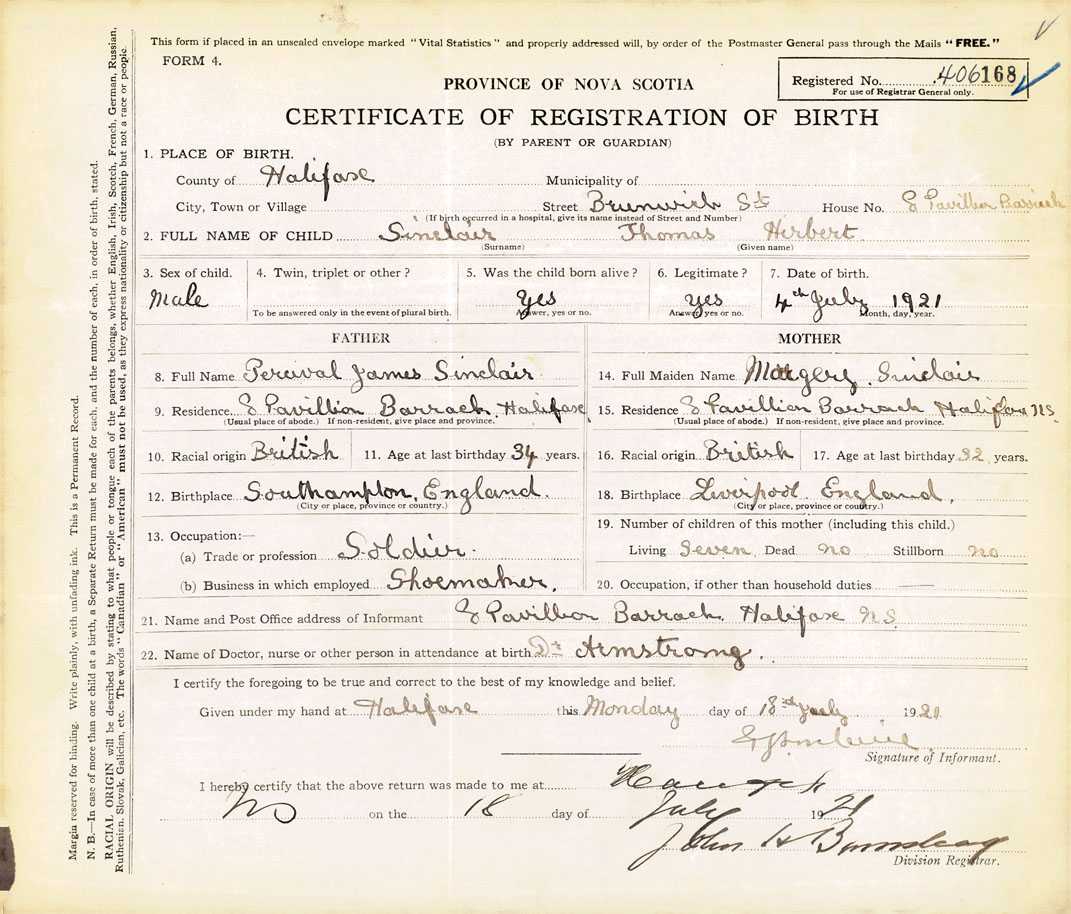 This form if placed in an unsealed envelope marked "Vital Statistics" and properly addressed will, by order of the Postmaster General pass through the Mails "FREE."
FORM 4.
Registered No. 406168
For use of Registrar General only.
PROVINCE OF NOVA SCOTIA
CERTIFICATE OF REGISTRATION OF BIRTH
(BY PARENT OR GUARDIAN)
1. PLACE OF BIRTH.
County of Halifax Municipality of
City, Town or Village Street Brunwick St House No. 8 Pavillion Barrack
(If birth occurred in a hospital, give its name instead of Street and Number)
2. FULL NAME OF CHILD Sinclair Thomas Herbert
(Surname) (Given name)
3. Sex of child. 4. Twin, triplet or other? 5. Was the child born alive? 6. Legitimate? 7. Date of birth.
Male yes yes 4th July 1921
To be answered only in the event of plural birth. Answer, yes or no. Answer, yes or no. Month, day, year.
FATHER
8. Full Name Percival James Sinclair
9. Residence 8 Pavillion Barrack, Halifax
(Usual place of abode.) If non-resident, give place and province.
10. Racial origin British 11. Age at last birthday 34 years.
12. Birthplace Southampton, England.
(City or place, province or country.)
13. Occupation:—
(a) Trade or profession Soldier.
(b) Business in which employed Shoemaker.
MOTHER
14. Full Maiden Name Margery Sinclair
15. Residence 8 Pavillion Barrack Halifax NS
(Usual place of abode.) If non-resident, give place and province.
16. Racial origin British 17. Age at last birthday 32 years.
18. Birthplace Liverpool England.
(City or place, province or country.)
19. Number of children of this mother (including this child.)
Living Seven Dead no Stillborn no
20. Occupation, if other than household duties —
21. Name and Post Office address of Informant 8 Pavillion Barrack. Halifax N.S.
22. Name of Doctor, nurse or other person in attendance at birth Dr Armstrong.
I certify the foregoing to be true and correct to the best of my knowledge and belief.
Given under my hand at Halifax this Monday day of 18th July 1921
Signature of Informant.
I hereby certify that the above return was made to me at
NS on the 18 day of July 1921
John H
Division Registrar.
Margin reserved for binding. Write plainly, with unfading ink. This is a Permanent Record.
N. B.—In case of more than one child at a birth, a Separate Return must be made for each, and the number of each, in order of birth, stated.
RACIAL ORIGIN will be described by stating to what people or tongue each of the parents belongs, whether English, Irish, Scotch, French, German, Russian,
Ruthenian, Slovak, Galician, etc. The words "Canadian" or "American" must not be used, as they express nationality or citizenship but not a race or people.